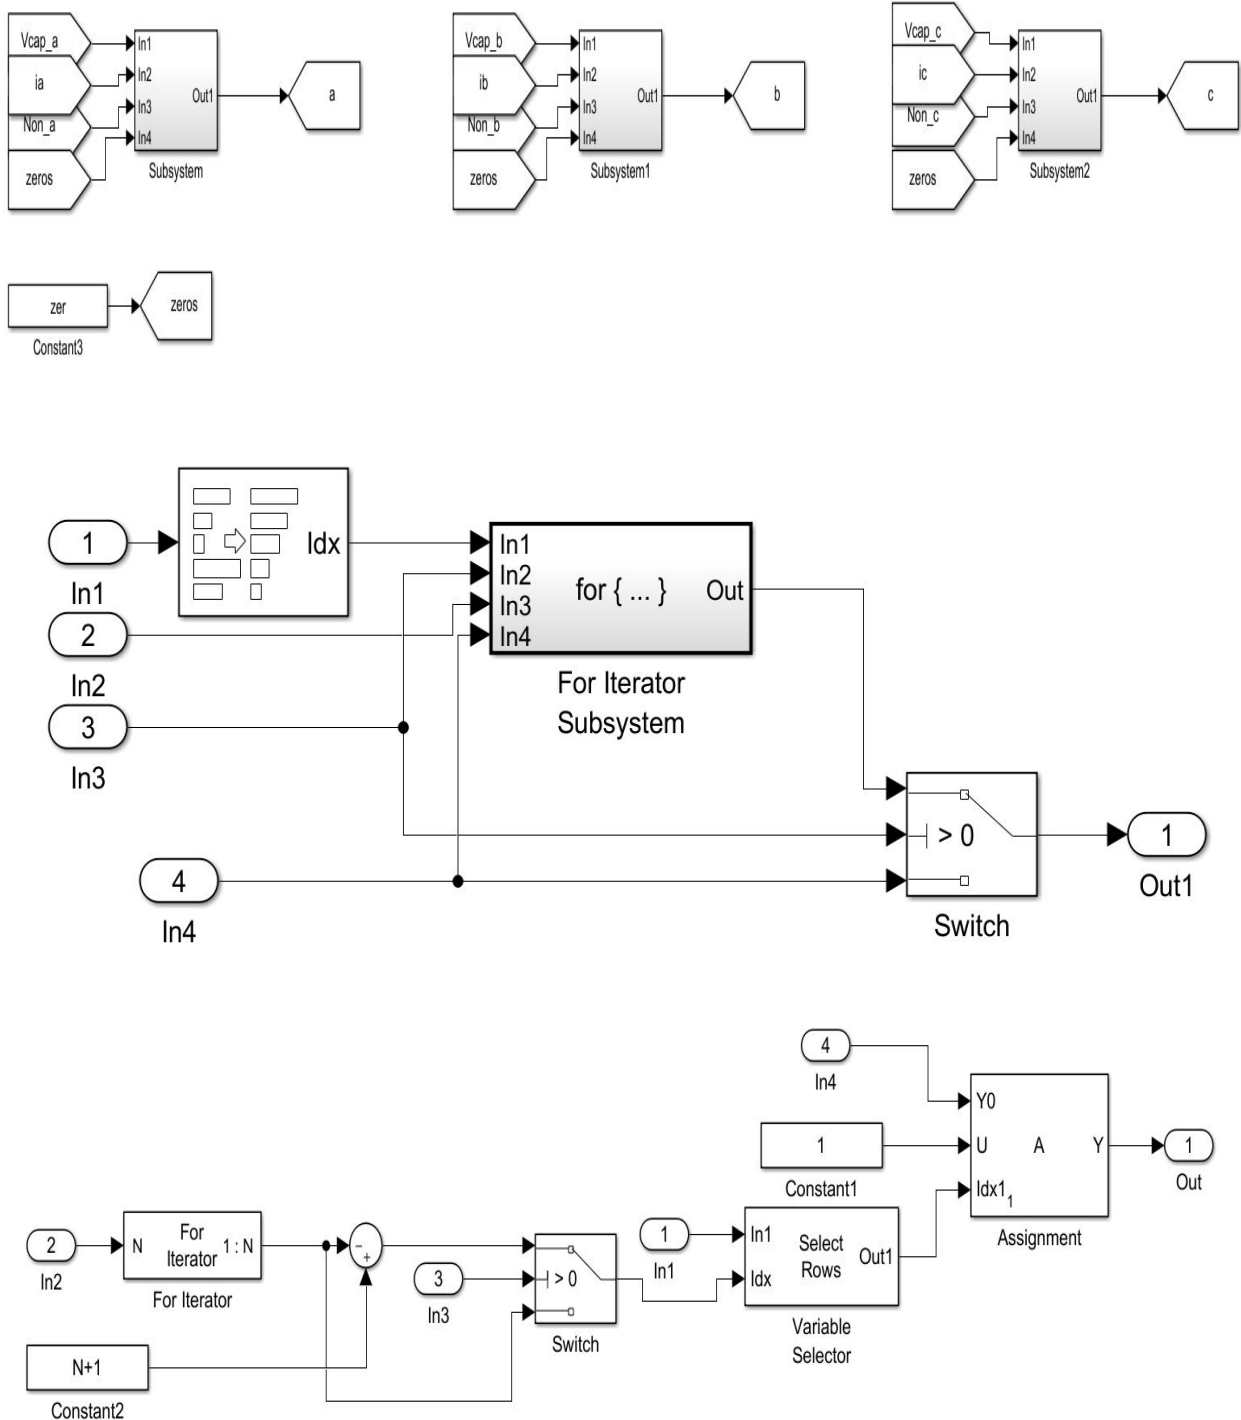 Vcap_a
In1
ia
In2
Out1
a
Non_a
In3
In4
zeros
Subsystem
Vcap_b
In1
ib
In2
Out1
b
Non_b
In3
In4
zeros
Subsystem1
Vcap_c
In1
ic
In2
Out1
c
Non_c
In3
In4
zeros
Subsystem2
zer
zeros
Constant3
1
In1
Idx
In1
In2
In3
In4
for { ... }
Out
2
In2
For Iterator
Subsystem
3
In3
> 0
Switch
1
Out1
4
In4
4
In4
Y0
U
A
Y
Idx1
1
Assignment
1
Out
1
Constant1
2
In2
N
For
Iterator
1 : N
For Iterator
−
+
3
In3
> 0
Switch
1
In1
In1
Idx
Select
Rows
Out1
Variable
Selector
N+1
Constant2